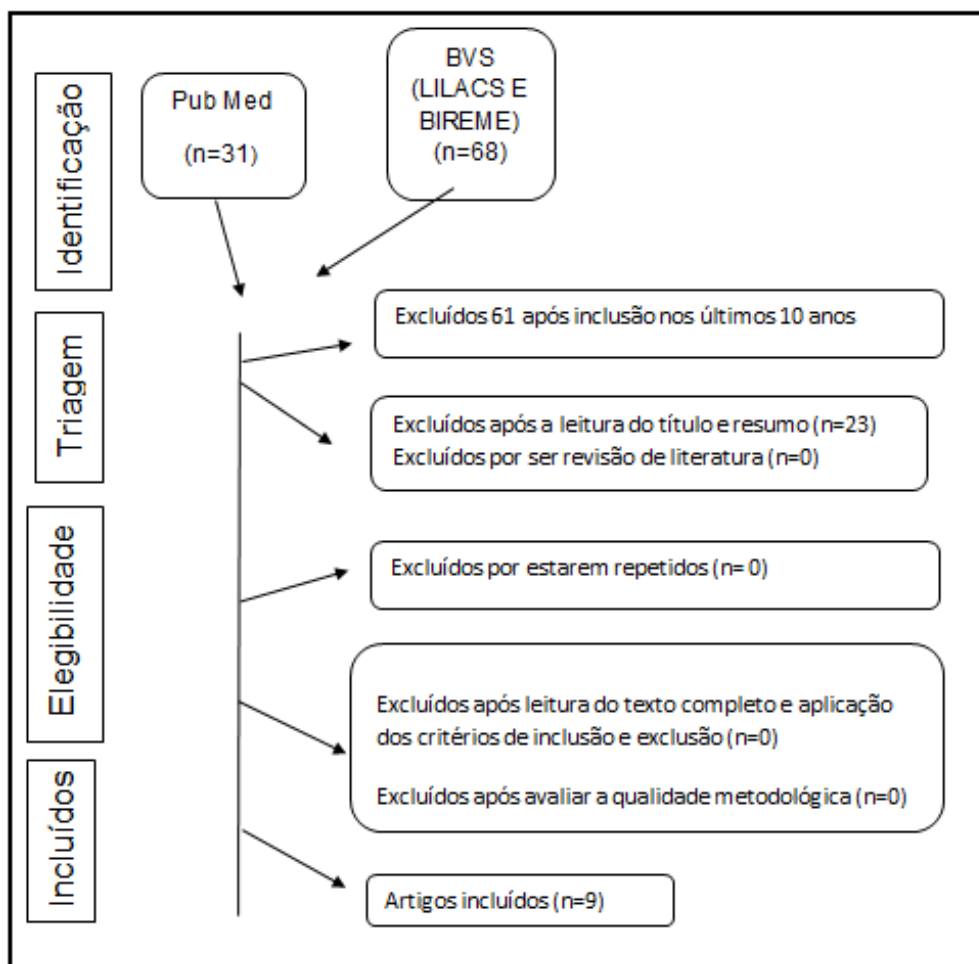 Identificação
Pub Med
(n=31)
BVS
(LILACS E
BIREME)
(n=68)
Triagem
Excluídos 61 após inclusão nos últimos 10 anos
Excluídos após a leitura do título e resumo (n=23)
Excluídos por ser revisão de literatura (n=0)
Elegibilidade
Excluídos por estarem repetidos (n= 0)
Excluídos após leitura do texto completo e aplicação
dos critérios de inclusão e exclusão (n=0)
Excluídos após avaliar a qualidade metodológica (n=0)
Incluídos
Artigos incluídos (n=9)